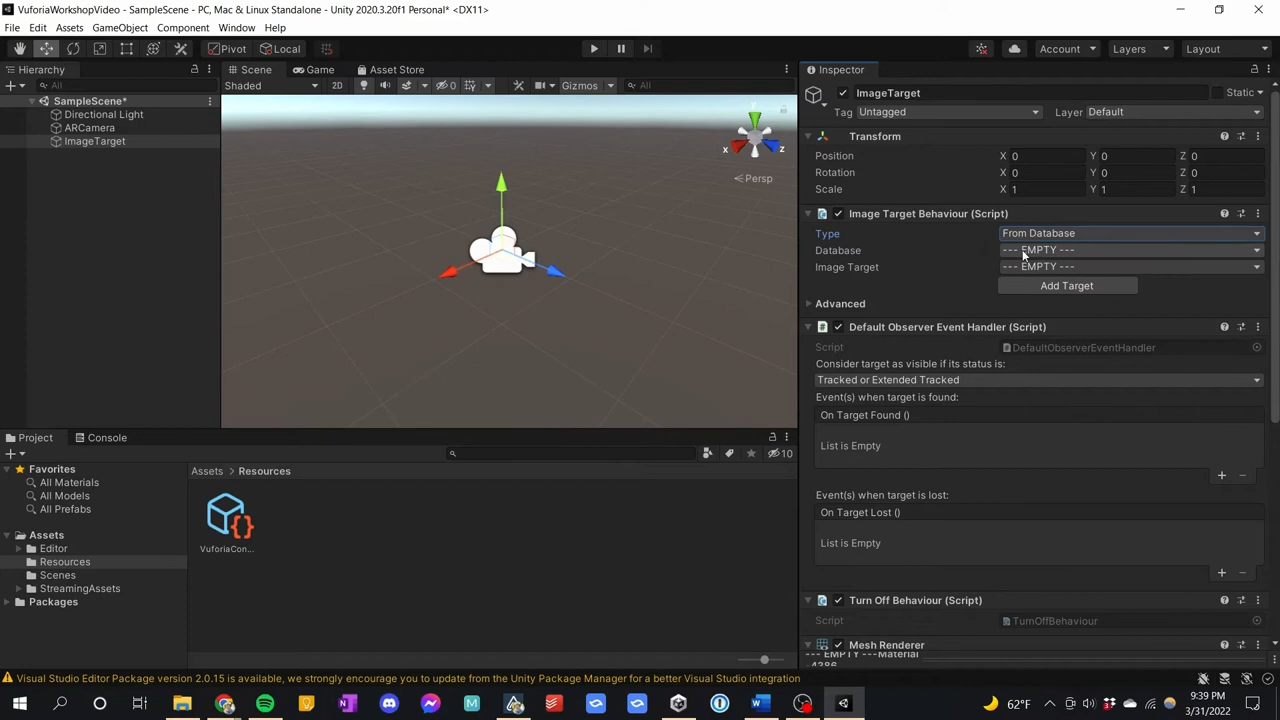 VuforiaWorkshopVideo - SampleScene - PC, Mac & Linux Standalone - Unity 2020.3.20f1 Personal* <DX11>
File Edit Assets GameObject Component Window Help
Pivot Local Account Layers Layout
Hierarchy Scene Game Asset Store Inspector
All Shaded 2D 0 Gizmos All ImageTarget Static
SampleScene*
Directional Light
ARCamera
ImageTarget
x z
Persp
Tag Untagged Layer Default
Transform
Position X 0 Y 0 Z 0
Rotation X 0 Y 0 Z 0
Scale X 1 Y 1 Z 1
Image Target Behaviour (Script)
Type From Database
Database --- EMPTY ---
Image Target --- EMPTY ---
Add Target
Advanced
Default Observer Event Handler (Script)
Script DefaultObserverEventHandler
Consider target as visible if its status is:
Tracked or Extended Tracked
Event(s) when target is found:
On Target Found ()
List is Empty
Event(s) when target is lost:
On Target Lost ()
List is Empty
Turn Off Behaviour (Script)
Script TurnOffBehaviour
Mesh Renderer
--- EMPTY ---Material
-4386
Project Console
10
Favorites
All Materials
All Models
All Prefabs
Assets
Editor
Resources
Scenes
StreamingAssets
Packages
Assets > Resources
VuforiaCon...
Visual Studio Editor Package version 2.0.15 is available, we strongly encourage you to update from the Unity Package Manager for a better Visual Studio integration
62°F
9:39 PM
3/31/2022